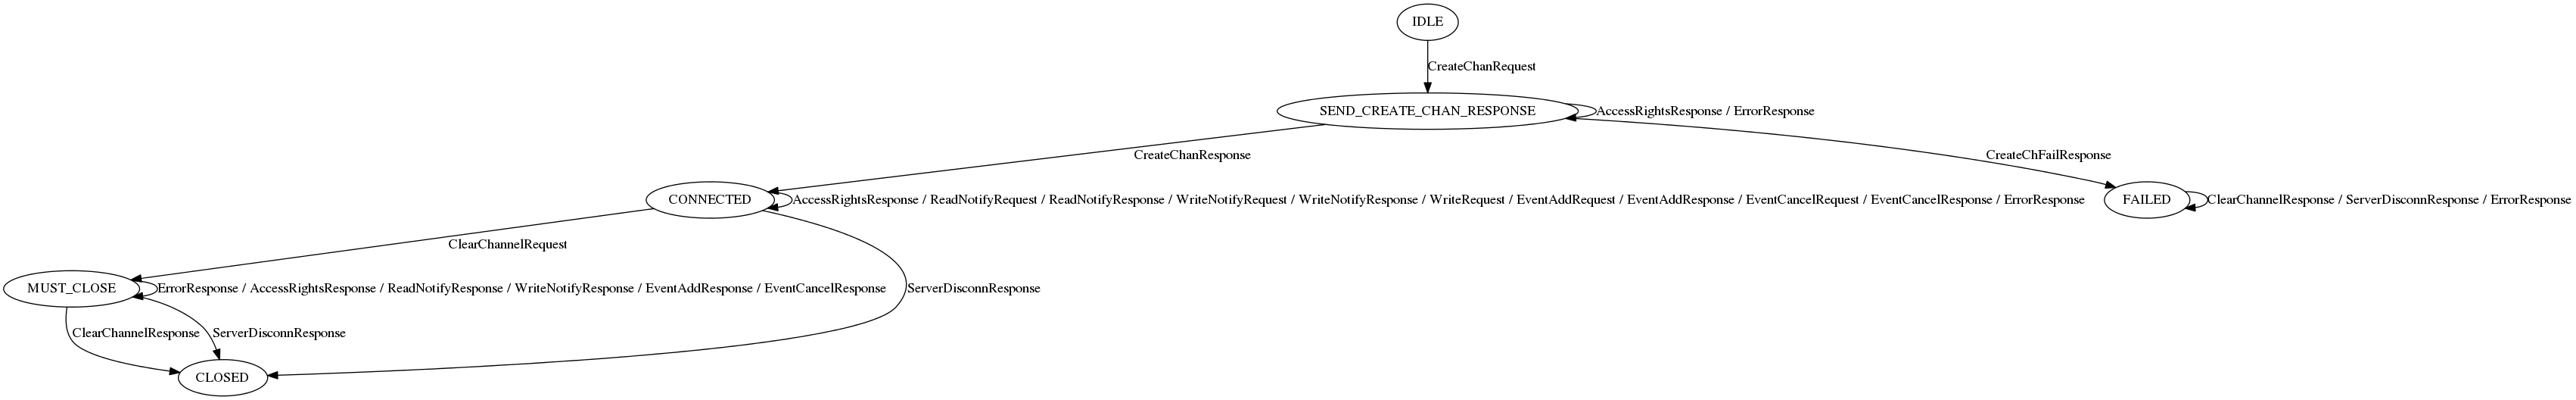 IDLE
CreateChanRequest
SEND_CREATE_CHAN_RESPONSE
AccessRightsResponse / ErrorResponse
CreateChanResponse
CreateChFailResponse
CONNECTED
AccessRightsResponse / ReadNotifyRequest / ReadNotifyResponse / WriteNotifyRequest / WriteNotifyResponse / WriteRequest / EventAddRequest / EventAddResponse / EventCancelRequest / EventCancelResponse / ErrorResponse
FAILED
ClearChannelResponse / ServerDisconnResponse / ErrorResponse
ClearChannelRequest
MUST_CLOSE
ErrorResponse / AccessRightsResponse / ReadNotifyResponse / WriteNotifyResponse / EventAddResponse / EventCancelResponse
ServerDisconnResponse
ClearChannelResponse
ServerDisconnResponse
CLOSED